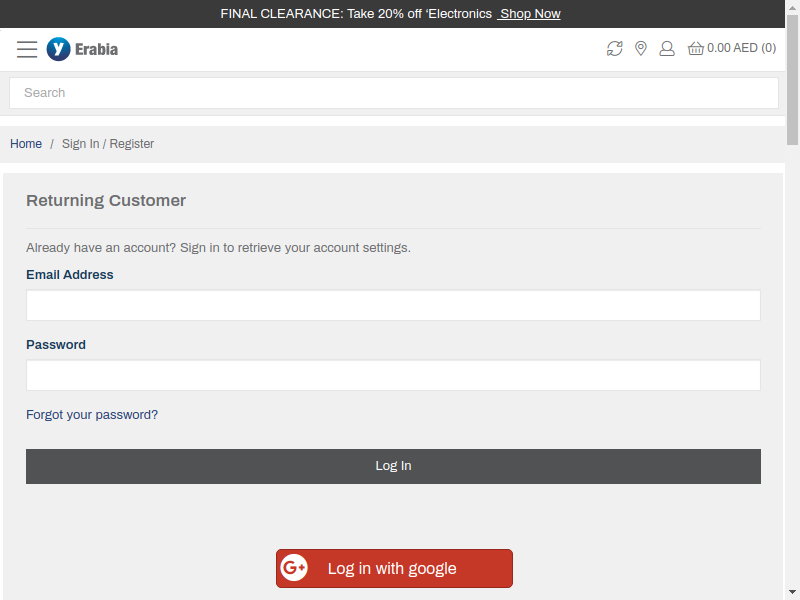 FINAL CLEARANCE: Take 20% off ‘Electronics Shop Now
y Erabia
0.00 AED (0)
Search
Home / Sign In / Register
Returning Customer
Already have an account? Sign in to retrieve your account settings.
Email Address
Password
Forgot your password?
Log In
G+ Log in with google